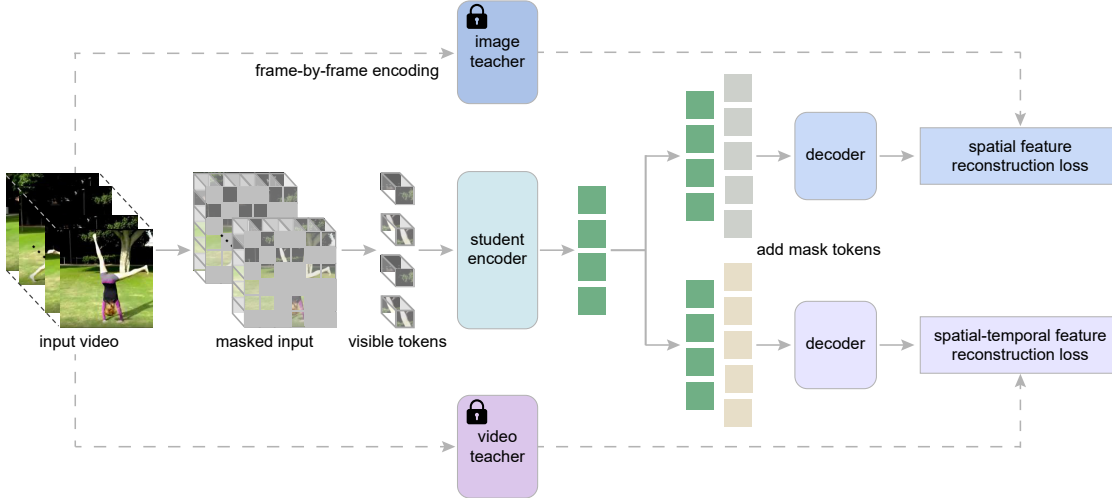 image
teacher
frame-by-frame encoding
decoder
spatial feature
reconstruction loss
student
encoder
add mask tokens
input video
masked input
visible tokens
decoder
spatial-temporal feature
reconstruction loss
video
teacher